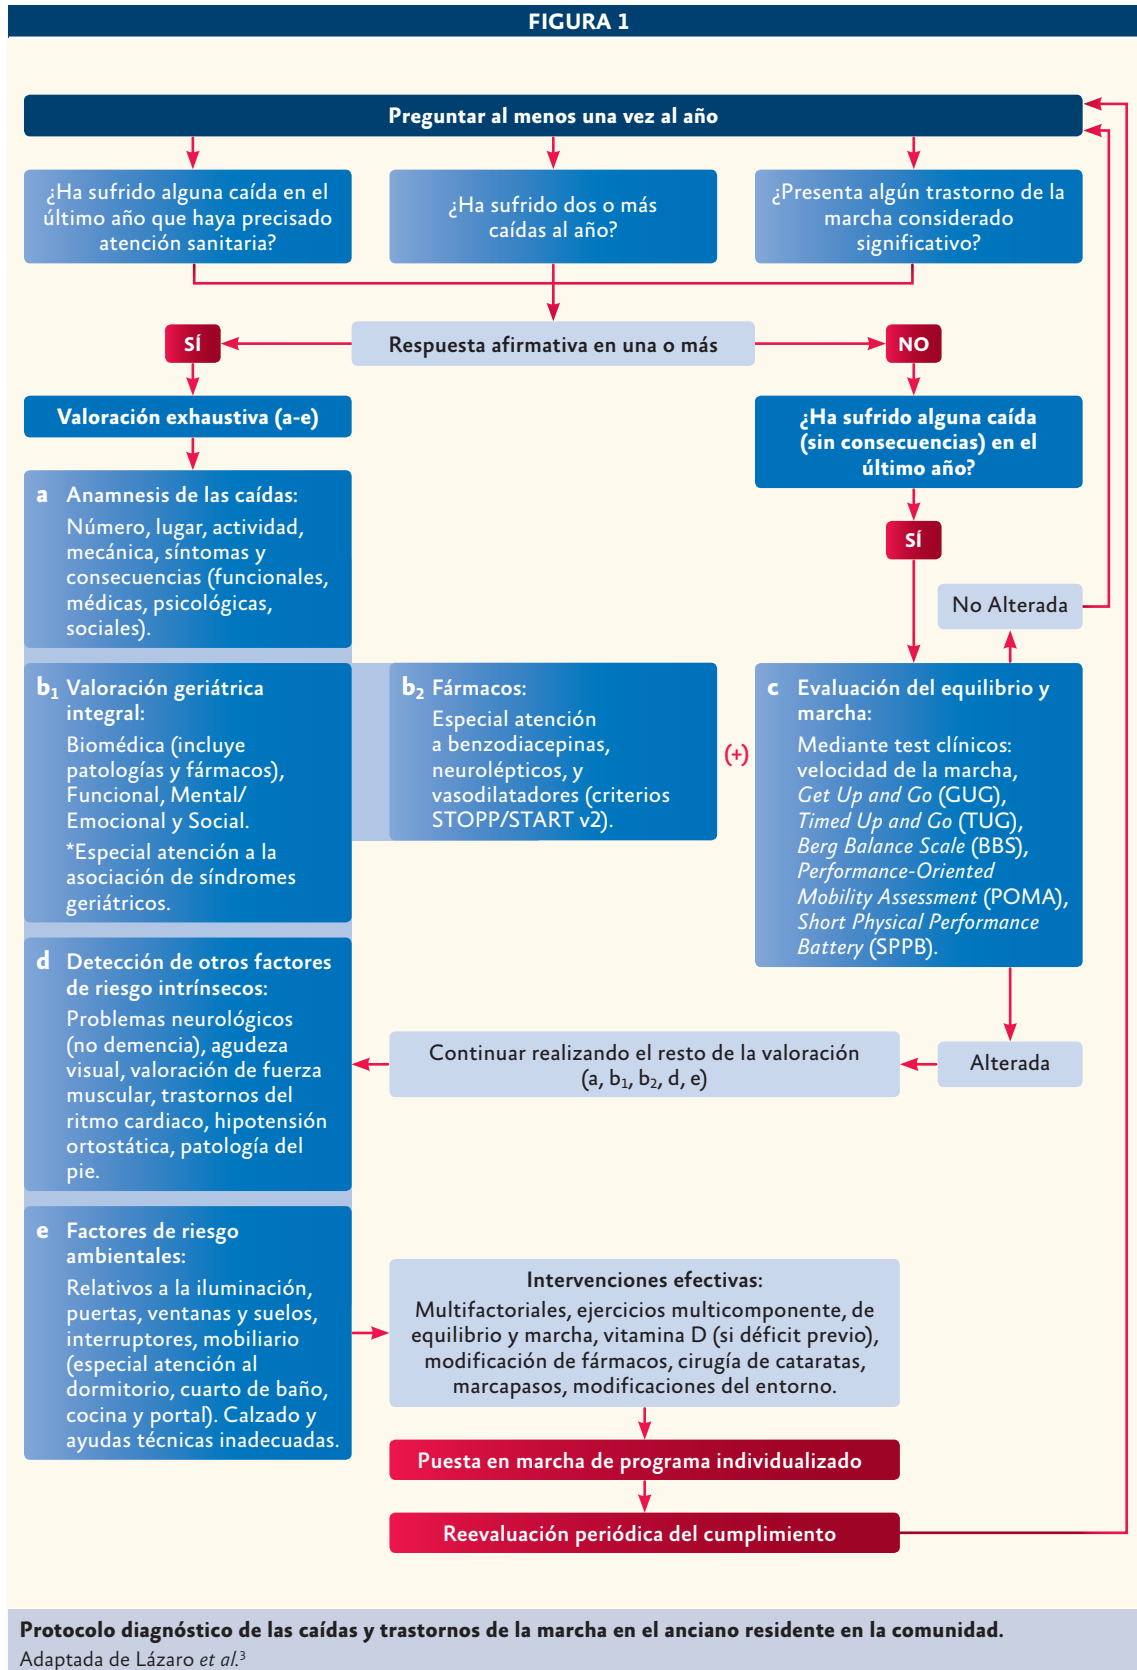 FIGURA 1
Preguntar al menos una vez al año
¿Ha sufrido alguna caída en el
último año que haya precisado
atención sanitaria?
¿Ha sufrido dos o más
caídas al año?
¿Presenta algún trastorno de la
marcha considerado
significativo?
SÍ
Respuesta afirmativa en una o más
NO
Valoración exhaustiva (a-e)
¿Ha sufrido alguna caída
(sin consecuencias) en el
último año?
SÍ
a Anamnesis de las caídas:
Número, lugar, actividad,
mecánica, síntomas y
consecuencias (funcionales,
médicas, psicológicas,
sociales).
No Alterada
b₁ Valoración geriátrica
integral:
Biomédica (incluye
patologías y fármacos),
Funcional, Mental/
Emocional y Social.
*Especial atención a la
asociación de síndromes
geriátricos.
b₂ Fármacos:
Especial atención
a benzodiacepinas,
neurolépticos, y
vasodilatadores (criterios
STOPP/START v2).
(+)
c Evaluación del equilibrio y
marcha:
Mediante test clínicos:
velocidad de la marcha,
Get Up and Go (GUG),
Timed Up and Go (TUG),
Berg Balance Scale (BBS),
Performance-Oriented
Mobility Assessment (POMA),
Short Physical Performance
Battery (SPPB).
d Detección de otros factores
de riesgo intrínsecos:
Problemas neurológicos
(no demencia), agudeza
visual, valoración de fuerza
muscular, trastornos del
ritmo cardiaco, hipotensión
ortostática, patología del
pie.
Continuar realizando el resto de la valoración
(a, b₁, b₂, d, e)
Alterada
e Factores de riesgo
ambientales:
Relativos a la iluminación,
puertas, ventanas y suelos,
interruptores, mobiliario
(especial atención al
dormitorio, cuarto de baño,
cocina y portal). Calzado y
ayudas técnicas inadecuadas.
Intervenciones efectivas:
Multifactoriales, ejercicios multicomponente, de
equilibrio y marcha, vitamina D (si déficit previo),
modificación de fármacos, cirugía de cataratas,
marcapasos, modificaciones del entorno.
Puesta en marcha de programa individualizado
Reevaluación periódica del cumplimiento
Protocolo diagnóstico de las caídas y trastornos de la marcha en el anciano residente en la comunidad.
Adaptada de Lázaro et al.³